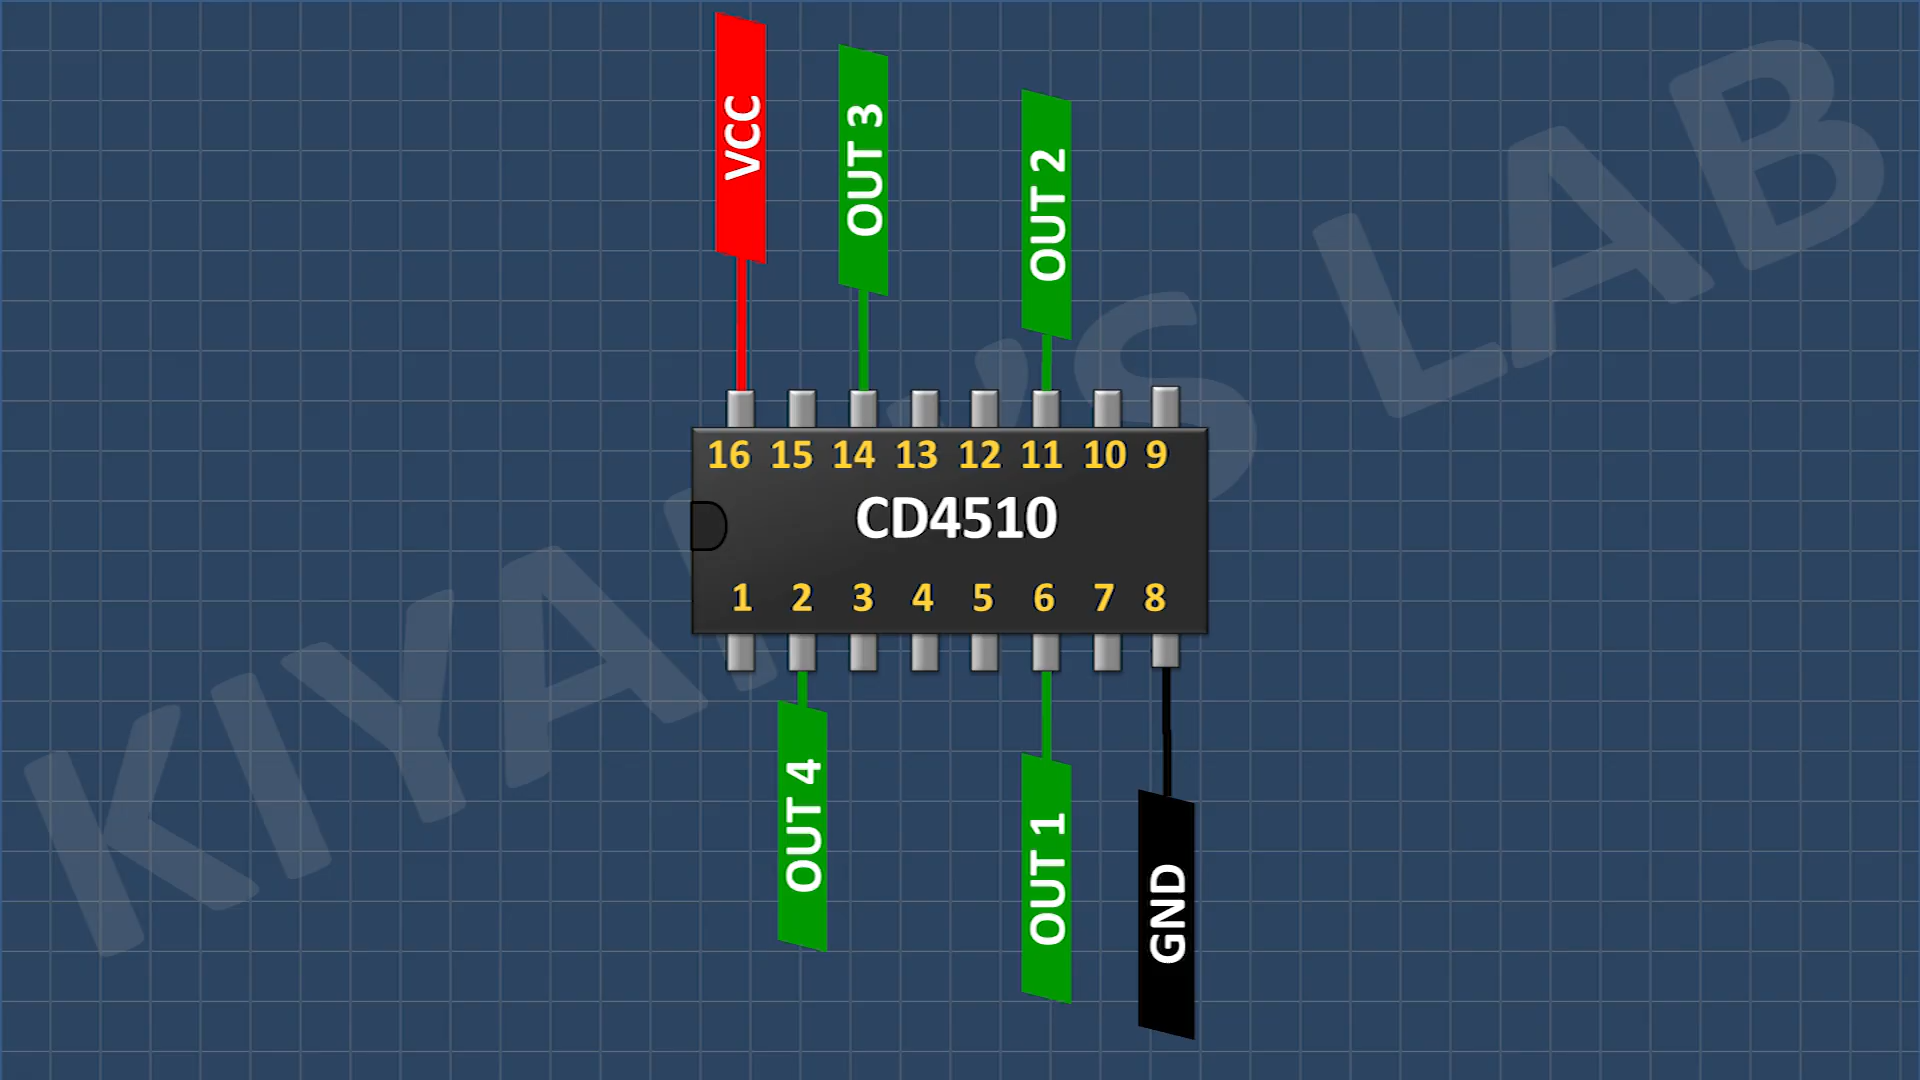 VCC
OUT 3
OUT 2
16 15 14 13 12 11 10 9
CD4510
1 2 3 4 5 6 7 8
OUT 4
OUT 1
GND
KIYAN'S LAB